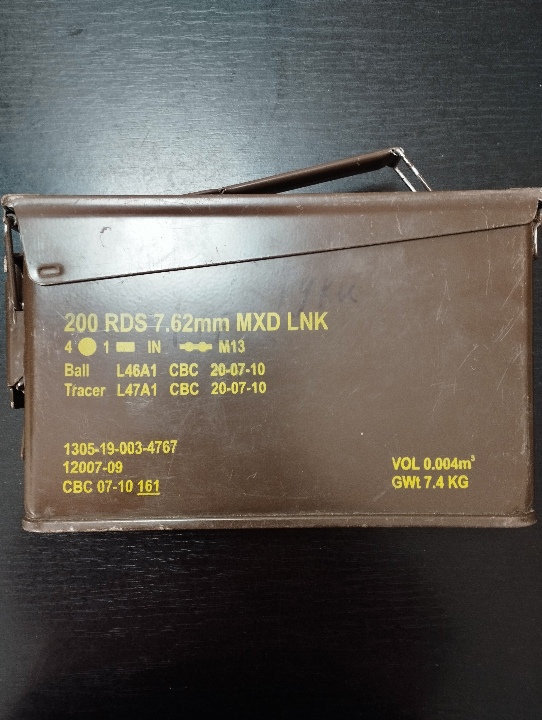 200 RDS 7.62mm MXD LNK
4 1 IN M13
Ball L46A1 CBC 20-07-10
Tracer L47A1 CBC 20-07-10
1305-19-003-4767
12007-09
CBC 07-10 161
VOL 0.004m³
GWt 7.4 KG